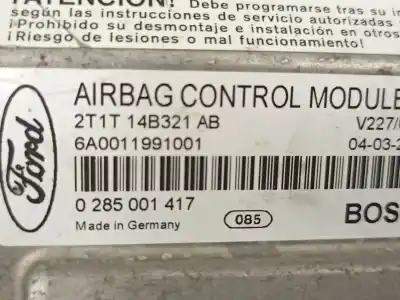 ¡ATENCIÓN! Debe programarse tras su in
según las instrucciones de servicio autorizadas
¡Prohibido su desmontaje e instalación en otros
¡Riesgo de lesiones o mal funcionamiento!
Ford
AIRBAG CONTROL MODULE
2T1T 14B321 AB V227/
6A0011991001 04-03-2
0 285 001 417 085 BOS
Made in Germany